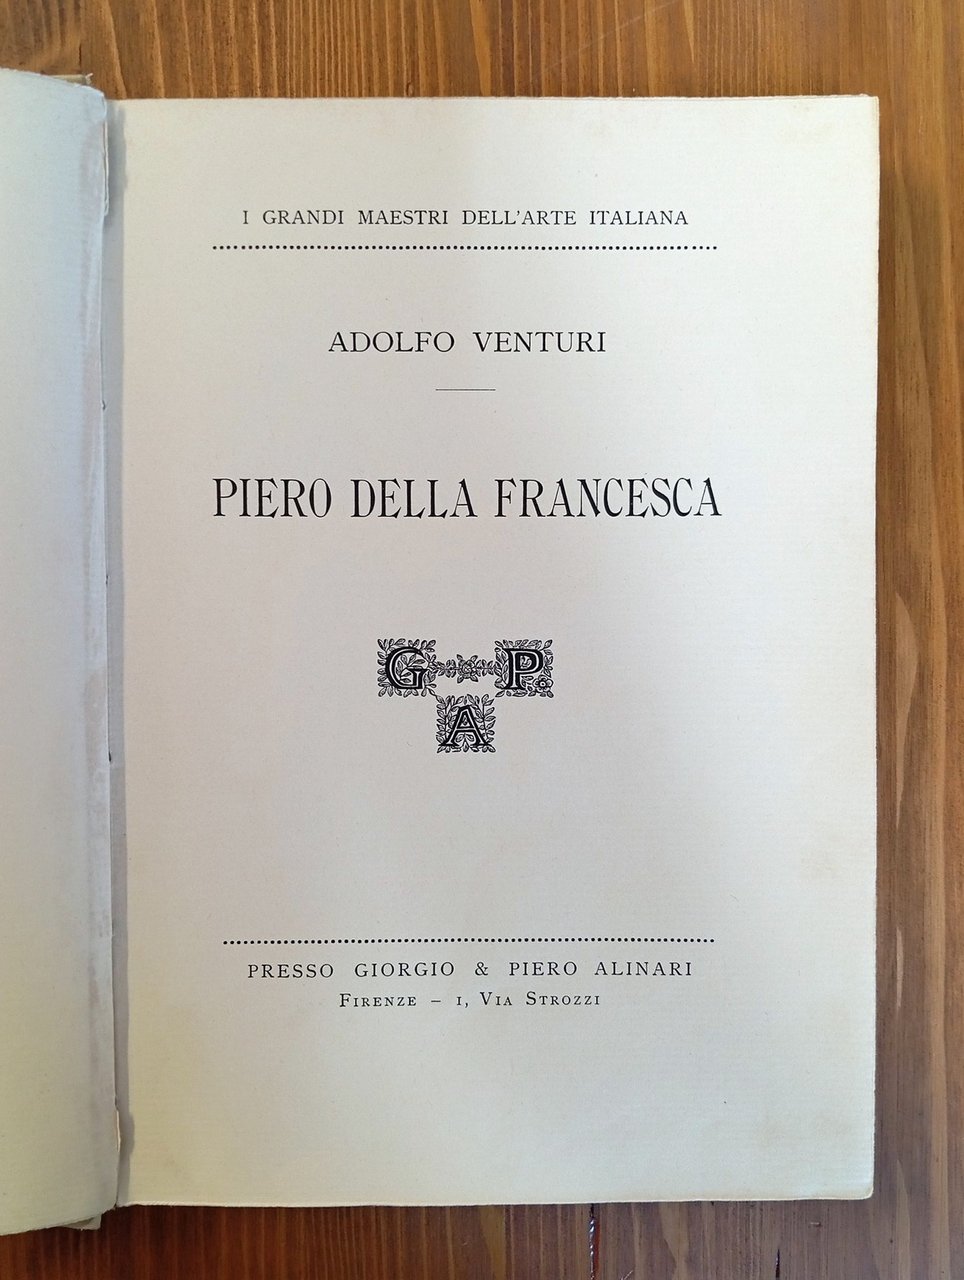 I GRANDI MAESTRI DELL'ARTE ITALIANA
ADOLFO VENTURI
PIERO DELLA FRANCESCA
G P
A
PRESSO GIORGIO & PIERO ALINARI
FIRENZE – 1, VIA STROZZI